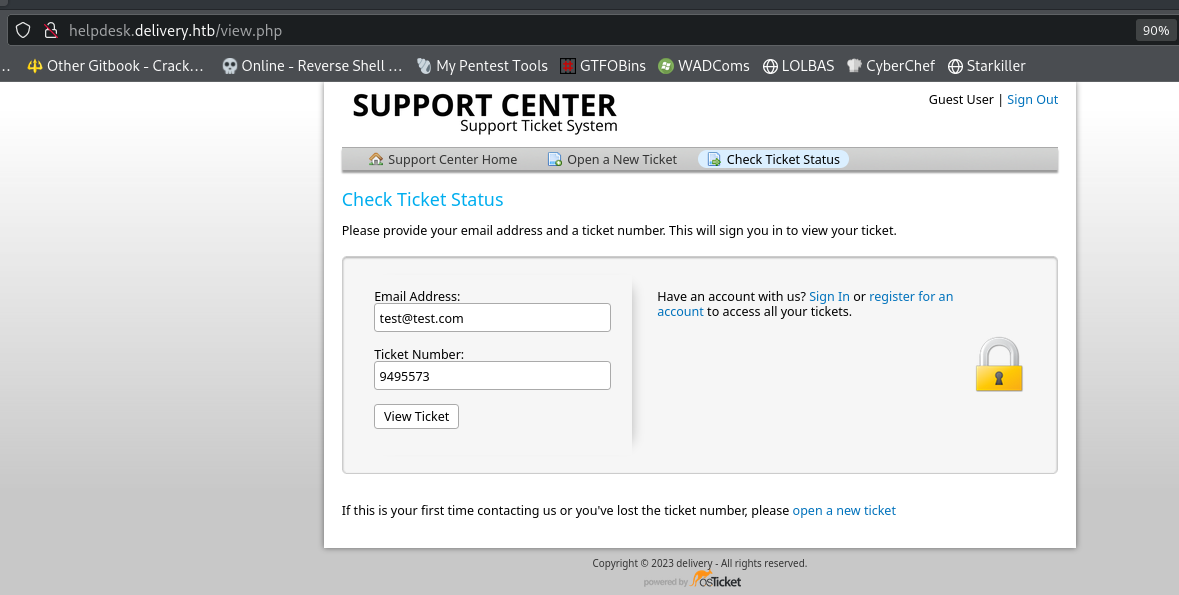 helpdesk.delivery.htb/view.php 90%
… Other Gitbook - Crack… Online - Reverse Shell … My Pentest Tools GTFOBins WADComs LOLBAS CyberChef Starkiller
SUPPORT CENTER
Support Ticket System
Guest User | Sign Out
Support Center Home Open a New Ticket Check Ticket Status
Check Ticket Status
Please provide your email address and a ticket number. This will sign you in to view your ticket.
Email Address:
test@test.com
Ticket Number:
9495573
View Ticket
Have an account with us? Sign In or register for an
account to access all your tickets.
If this is your first time contacting us or you've lost the ticket number, please open a new ticket
Copyright © 2023 delivery - All rights reserved.
powered by osTicket